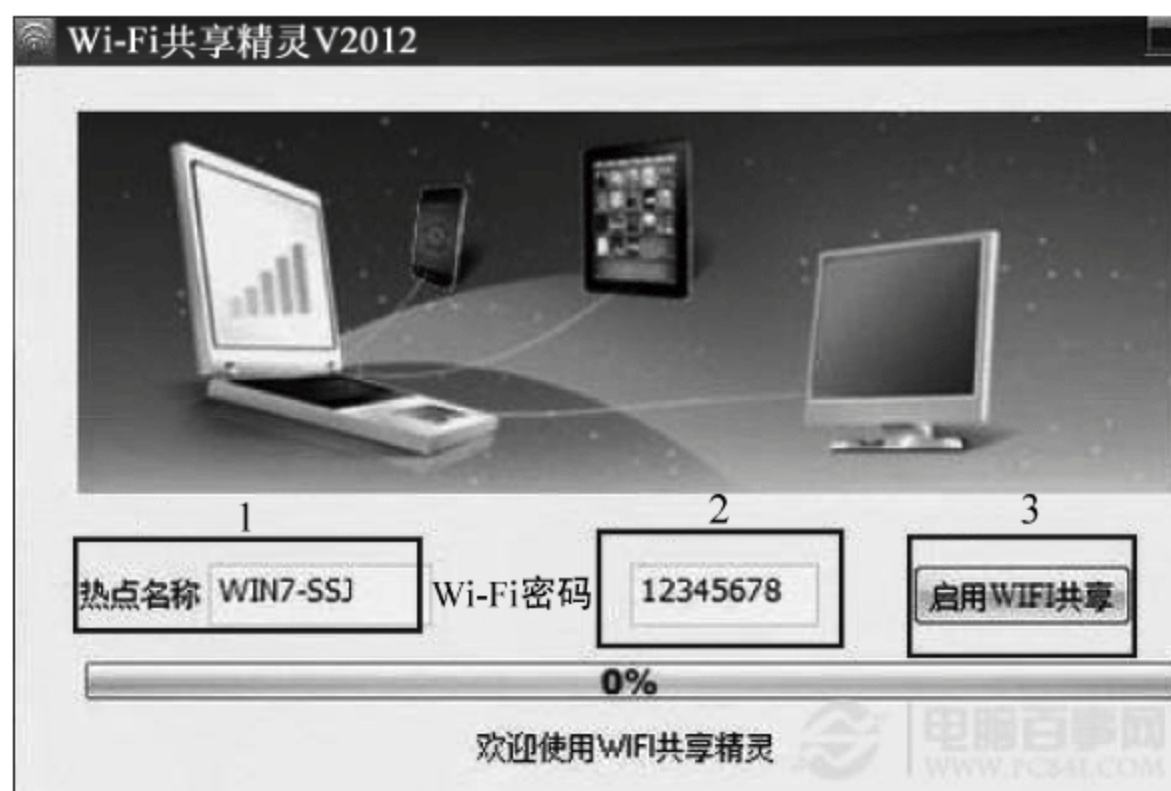 Wi-Fi共享精灵V2012
1 2 3
热点名称 WIN7-SSJ Wi-Fi密码 12345678 启用WIFI共享
0%
欢迎使用WIFI共享精灵
电脑百事网
WWW.PC841.COM